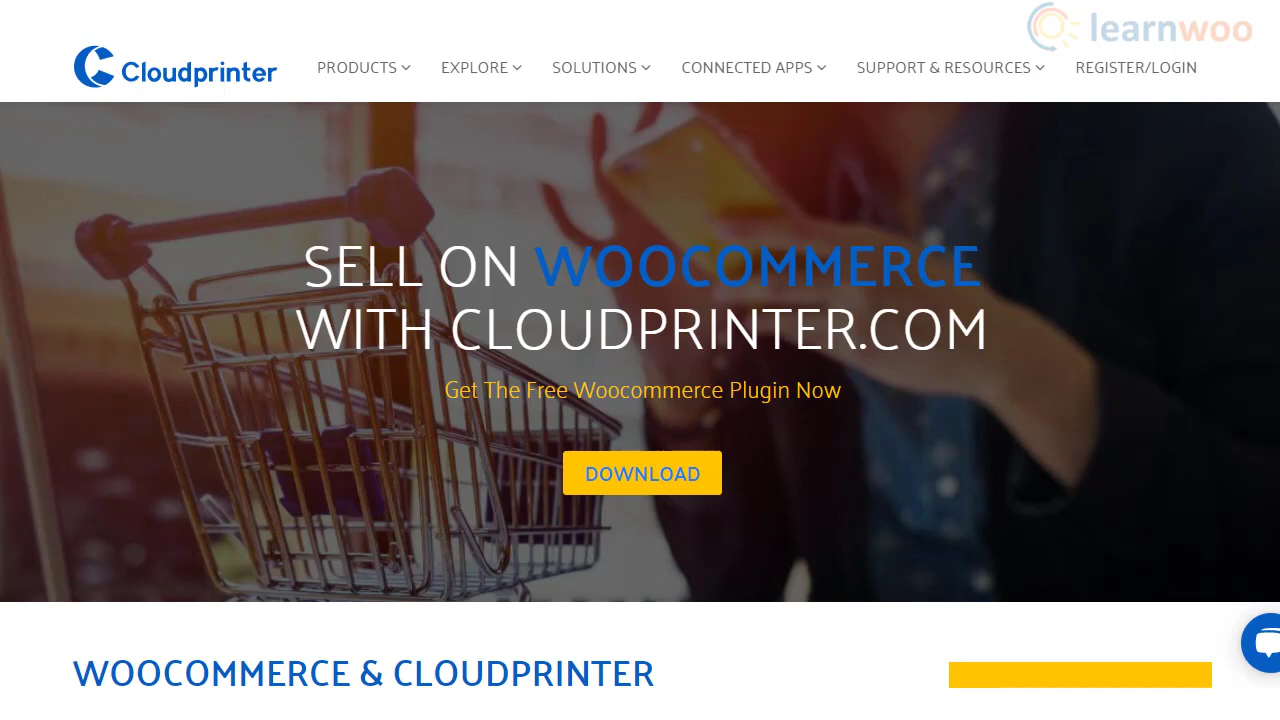 learnwoo
Cloudprinter
PRODUCTS
EXPLORE
SOLUTIONS
CONNECTED APPS
SUPPORT & RESOURCES
REGISTER/LOGIN
SELL ON WOOCOMMERCE
WITH CLOUDPRINTER.COM
Get The Free Woocommerce Plugin Now
DOWNLOAD
WOOCOMMERCE & CLOUDPRINTER